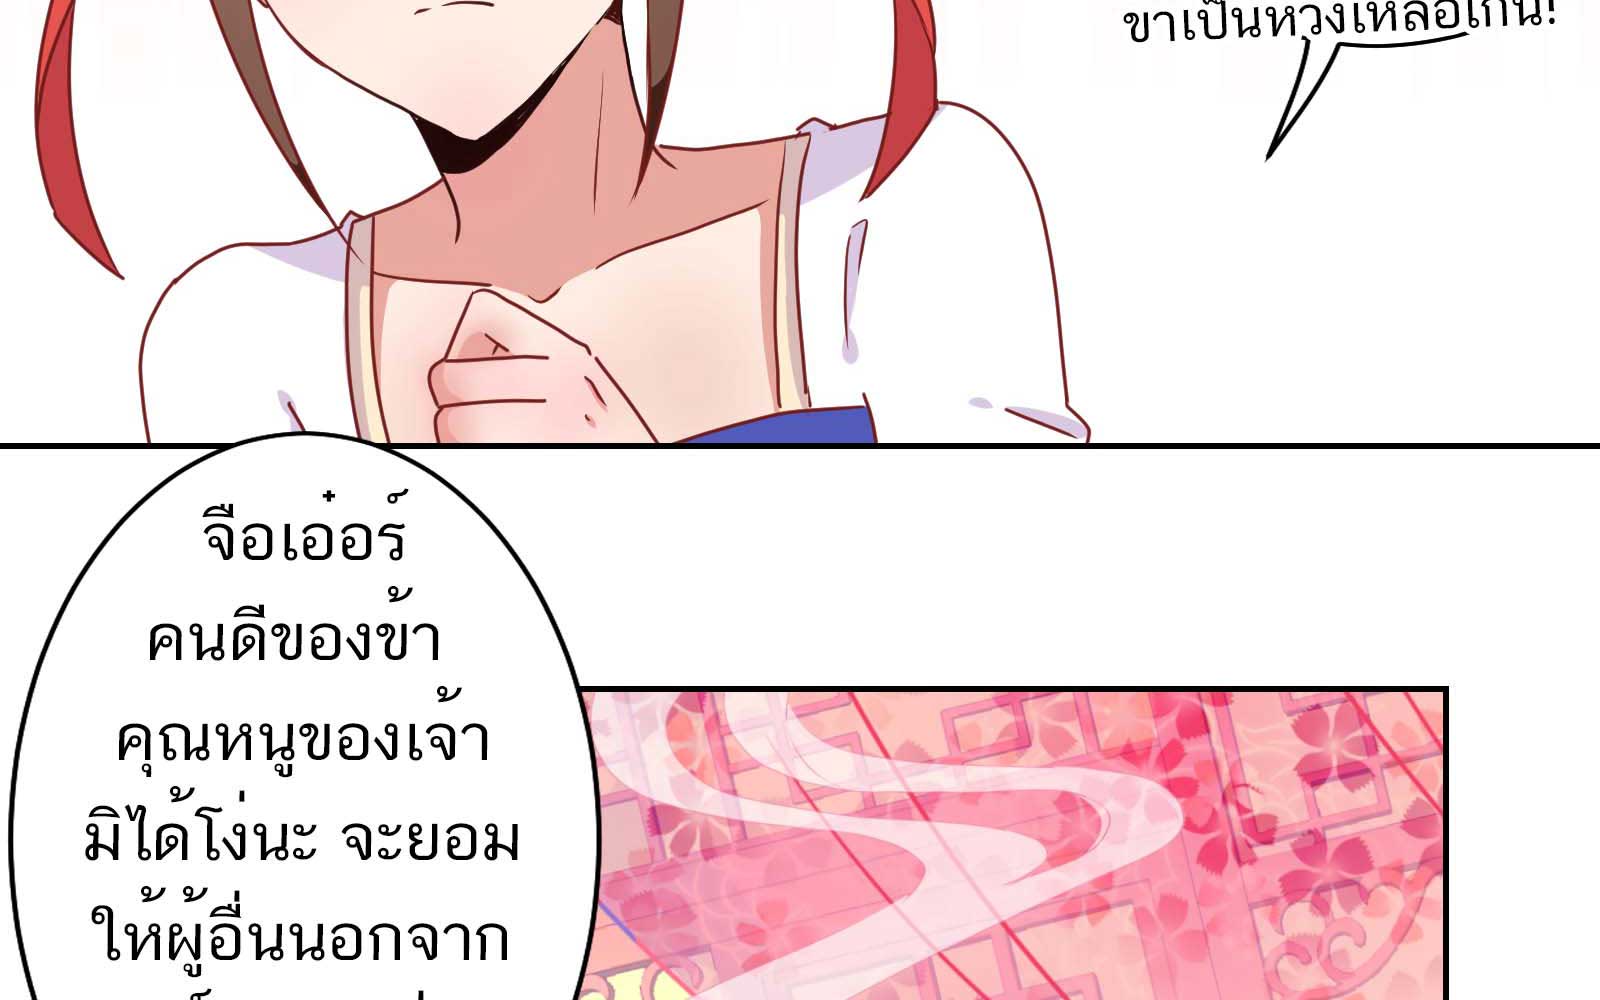 ข้าเป็นห่วงเหลือเกิน!
จือเอ๋อร์
คนดีของข้า
คุณหนูของเจ้า
มิได้โง่นะ จะยอม
ให้ผู้อื่นนอกจาก